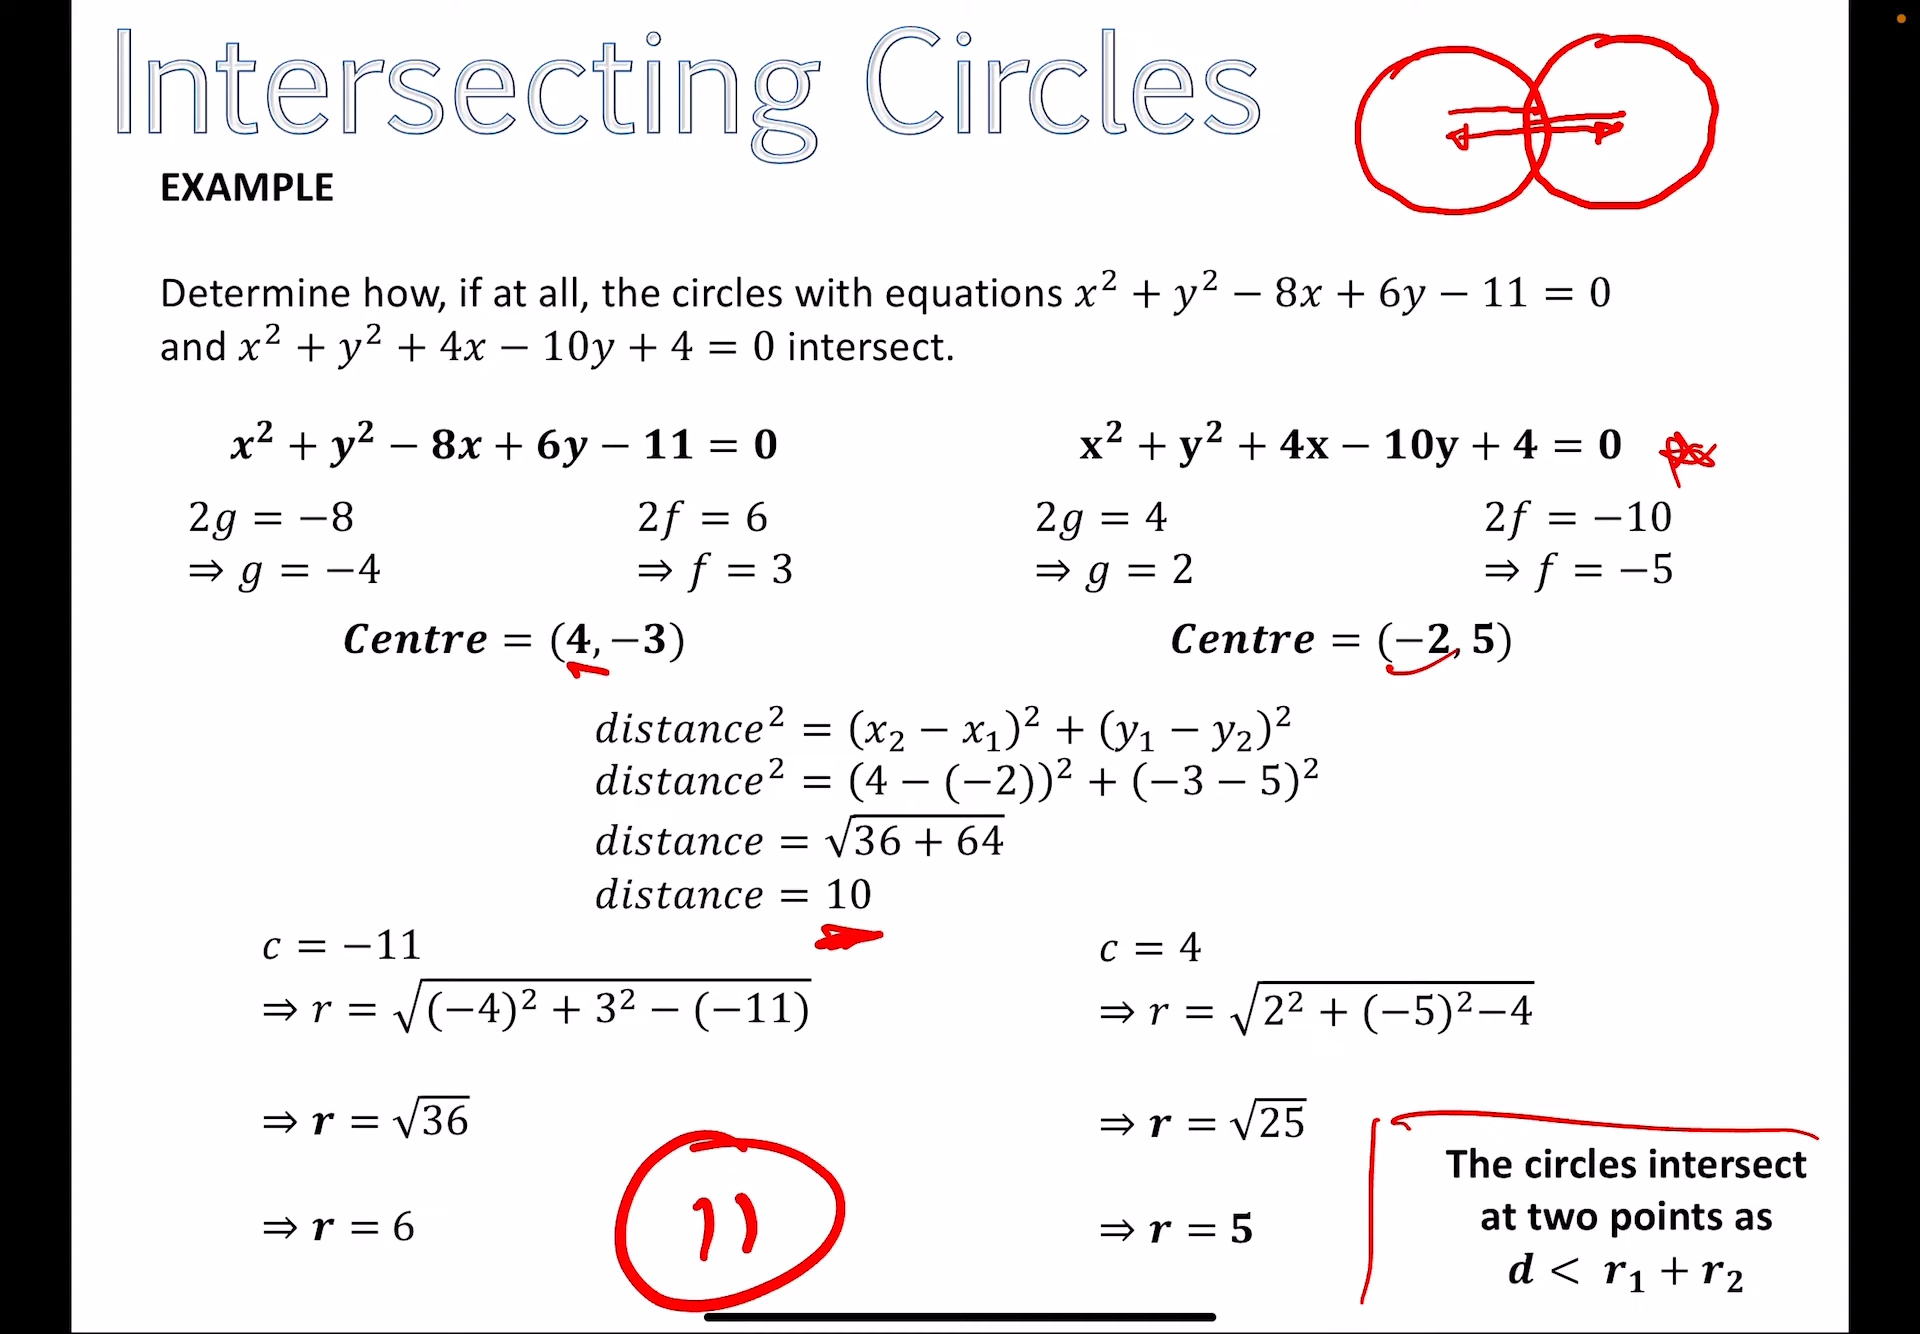 Intersecting Circles
EXAMPLE
Determine how, if at all, the circles with equations x² + y² − 8x + 6y − 11 = 0
and x² + y² + 4x − 10y + 4 = 0 intersect.
x² + y² − 8x + 6y − 11 = 0
2g = −8 2f = 6
⇒ g = −4 ⇒ f = 3
Centre = (4, −3)
x² + y² + 4x − 10y + 4 = 0
2g = 4 2f = −10
⇒ g = 2 ⇒ f = −5
Centre = (−2, 5)
distance² = (x₂ − x₁)² + (y₁ − y₂)²
distance² = (4 − (−2))² + (−3 − 5)²
distance = √36 + 64
distance = 10
c = −11
⇒ r = √(−4)² + 3² − (−11)
⇒ r = √36
⇒ r = 6
11
c = 4
⇒ r = √2² + (−5)²−4
⇒ r = √25
⇒ r = 5
The circles intersect
at two points as
d < r₁ + r₂